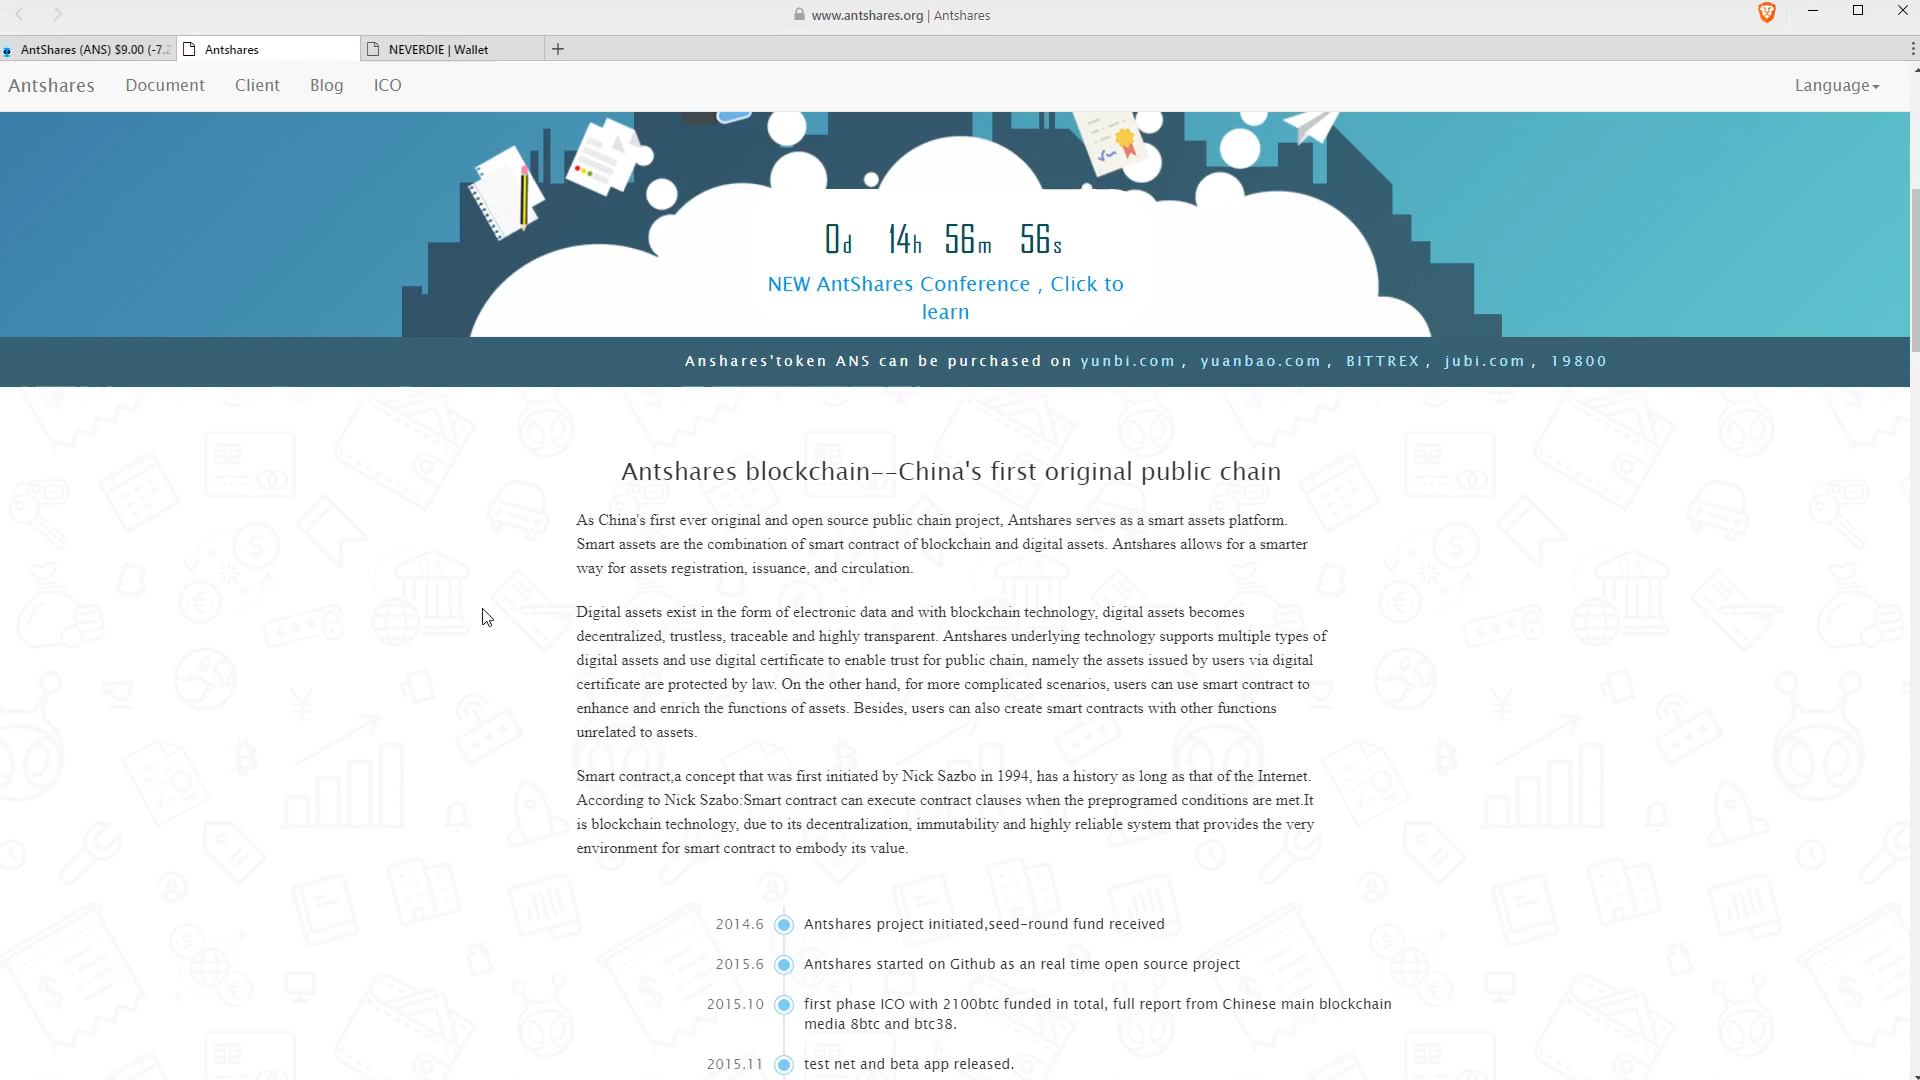 www.antshares.org | Antshares
AntShares (ANS) $9.00 (-7.2
Antshares
NEVERDIE | Wallet
Antshares
Document
Client
Blog
ICO
Language
0d 14h 56m 56s
NEW AntShares Conference , Click to
learn
Anshares'token ANS can be purchased on yunbi.com , yuanbao.com , BITTREX , jubi.com , 19800
Antshares blockchain--China's first original public chain
As China's first ever original and open source public chain project, Antshares serves as a smart assets platform.
Smart assets are the combination of smart contract of blockchain and digital assets. Antshares allows for a smarter
way for assets registration, issuance, and circulation.
Digital assets exist in the form of electronic data and with blockchain technology, digital assets becomes
decentralized, trustless, traceable and highly transparent. Antshares underlying technology supports multiple types of
digital assets and use digital certificate to enable trust for public chain, namely the assets issued by users via digital
certificate are protected by law. On the other hand, for more complicated scenarios, users can use smart contract to
enhance and enrich the functions of assets. Besides, users can also create smart contracts with other functions
unrelated to assets.
Smart contract,a concept that was first initiated by Nick Sazbo in 1994, has a history as long as that of the Internet.
According to Nick Szabo:Smart contract can execute contract clauses when the preprogramed conditions are met.It
is blockchain technology, due to its decentralization, immutability and highly reliable system that provides the very
environment for smart contract to embody its value.
2014.6 Antshares project initiated,seed-round fund received
2015.6 Antshares started on Github as an real time open source project
2015.10 first phase ICO with 2100btc funded in total, full report from Chinese main blockchain
media 8btc and btc38.
2015.11 test net and beta app released.